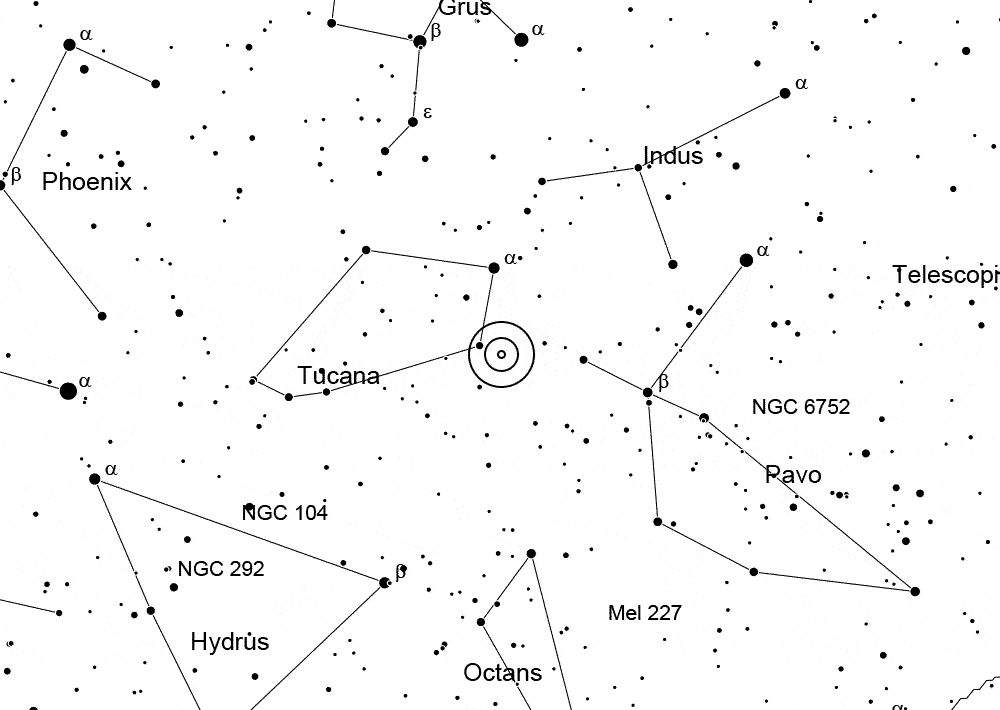 Grus
α
β
α
α
ε
β
Phoenix
Indus
α
α
α
Telescopi
α
Tucana
β
NGC 6752
α
Pavo
NGC 104
NGC 292
β
Mel 227
Hydrus
Octans
α